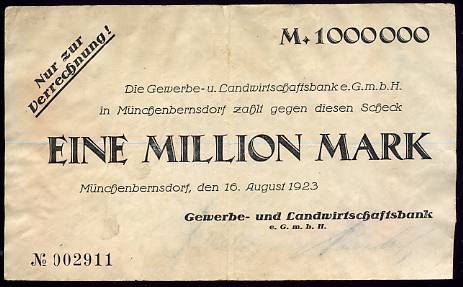 Nur zur
Verrechnung!
M. 1000000
Die Gewerbe- u. Landwirtschaftsbank e.G.m.b.H.
in Münchenbernsdorf zahlt gegen diesen Scheck
EINE MILLION MARK
Münchenbernsdorf, den 16. August 1923
Gewerbe- und Landwirtschaftsbank
e. G. m. b. H.
№ 002911